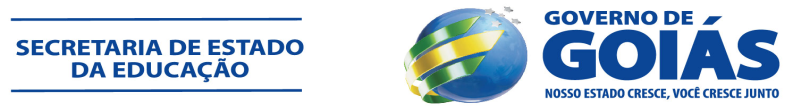 SECRETARIA DE ESTADO
DA EDUCAÇÃO
GOVERNO DE
GOIÁS
NOSSO ESTADO CRESCE, VOCÊ CRESCE JUNTO